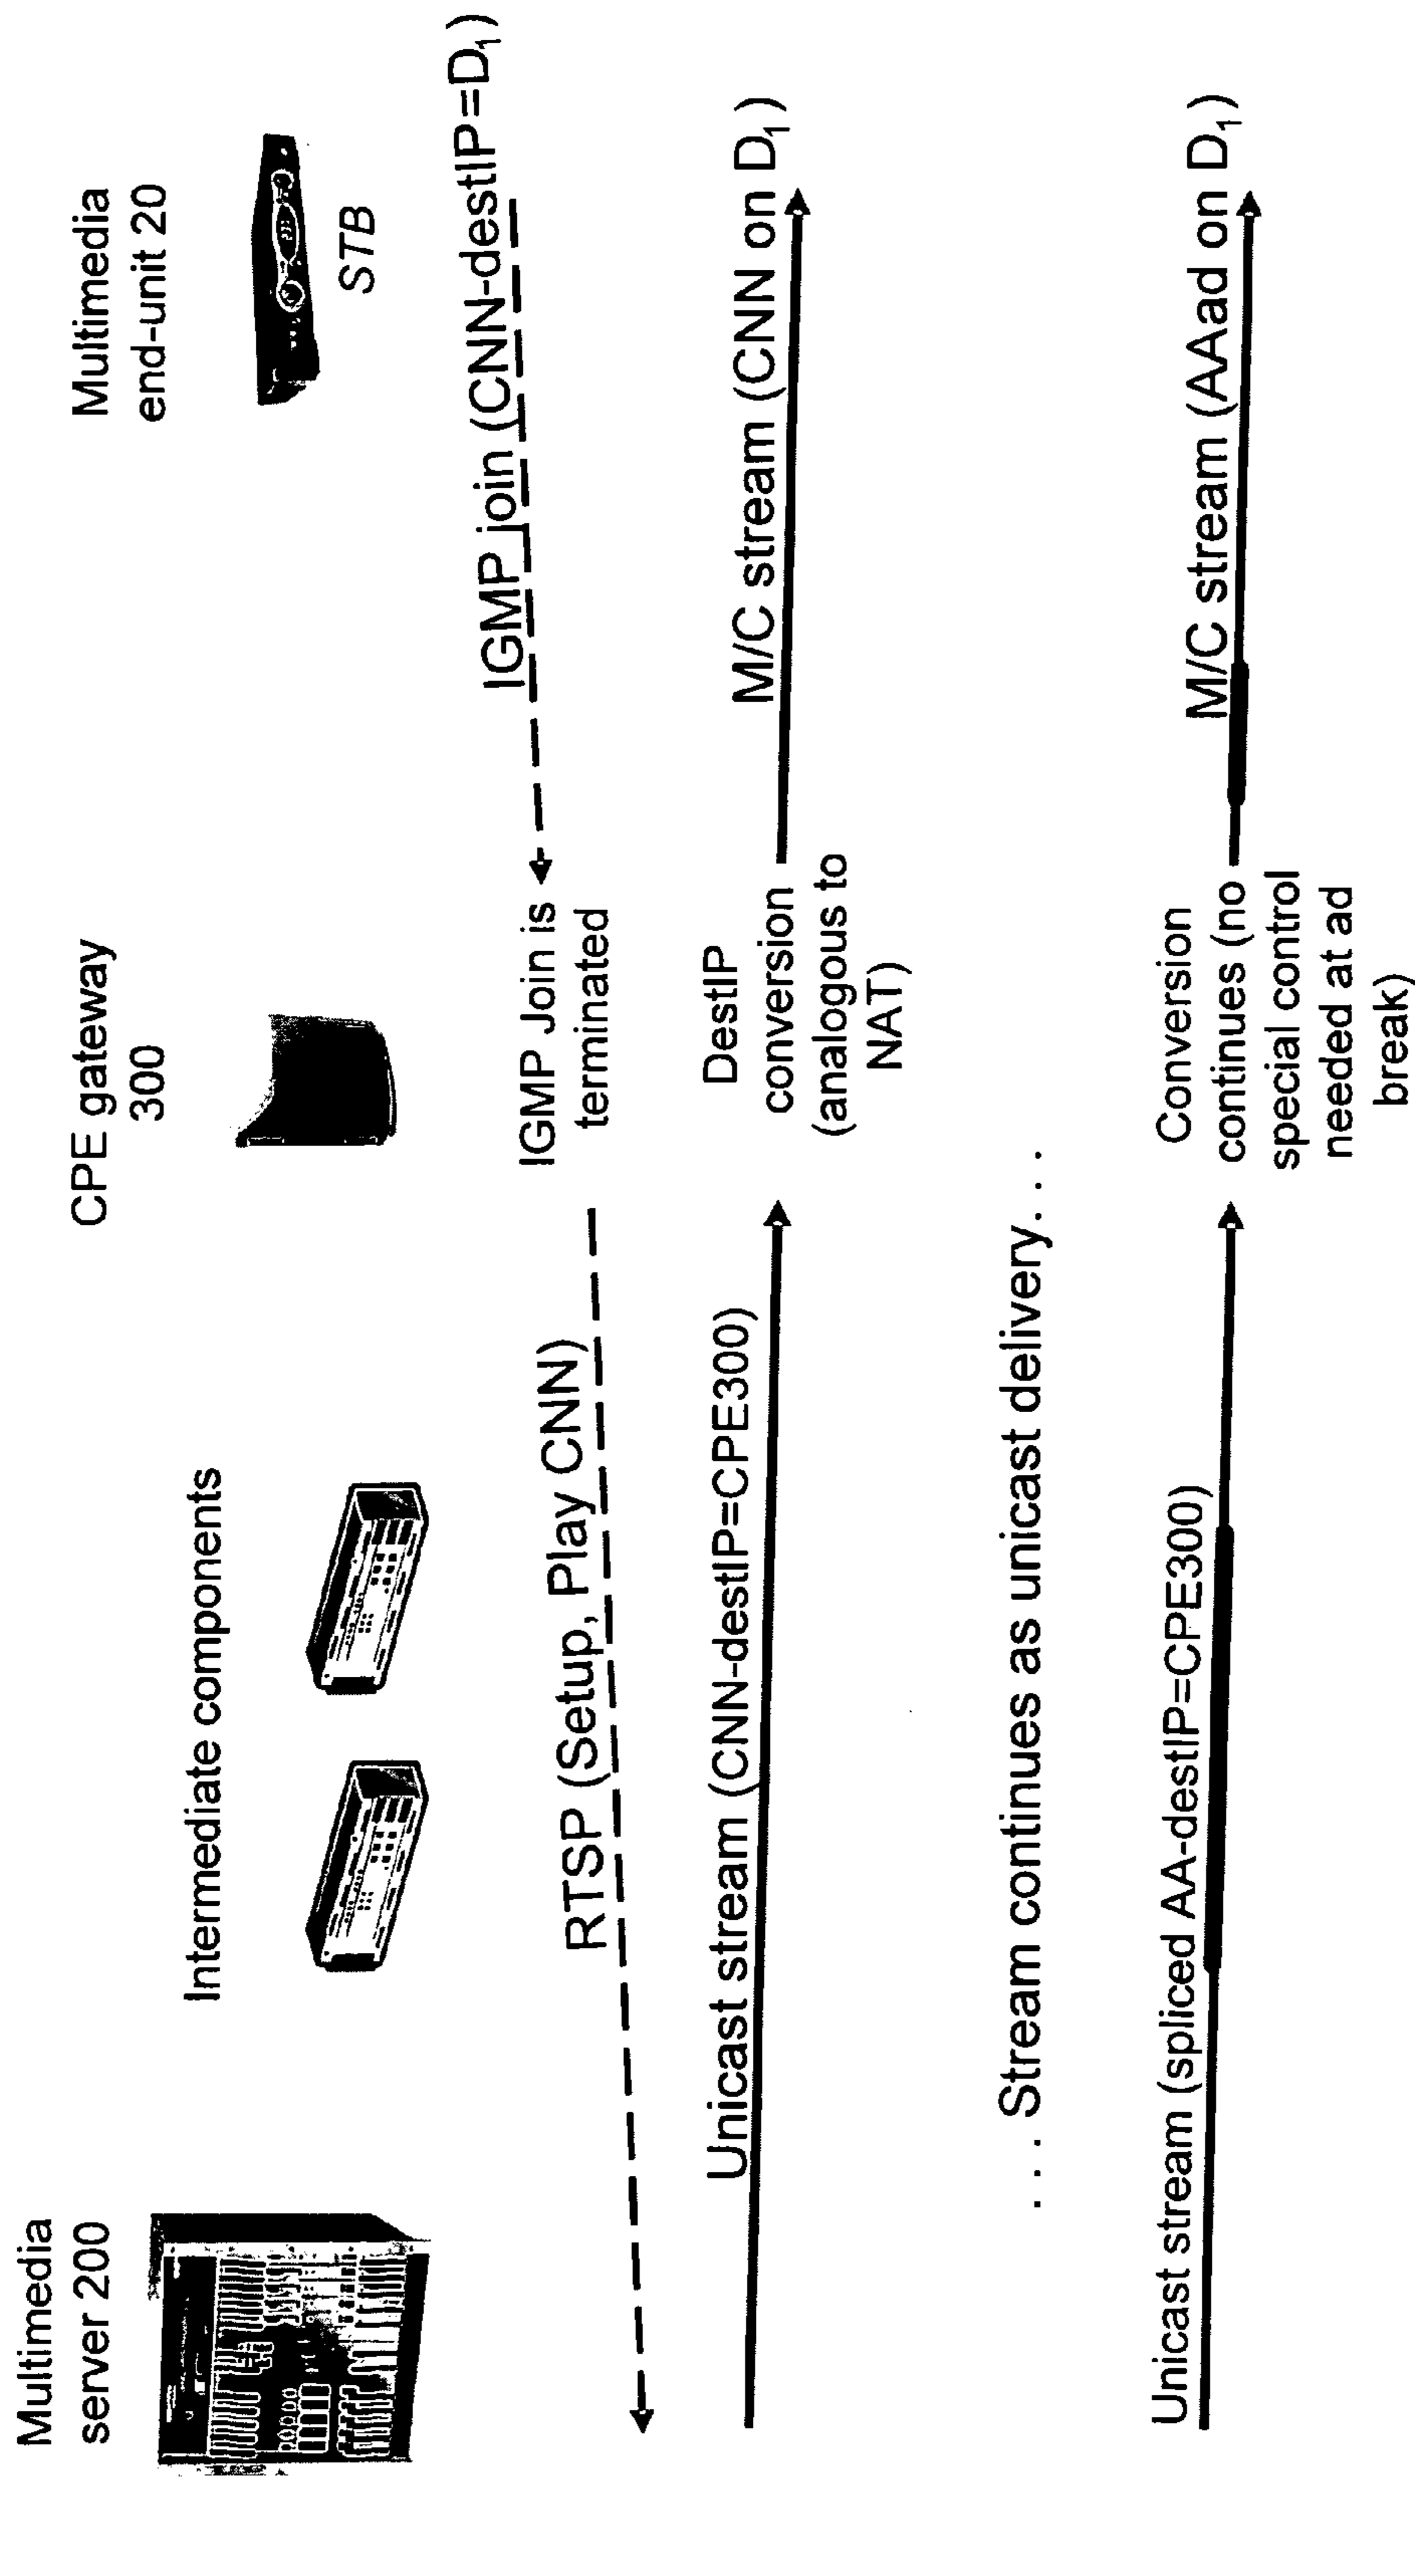 Multimedia
server 200
Intermediate components
CPE gateway
300
Multimedia
end-unit 20
STB
IGMP join (CNN-destIP=D₁)
IGMP Join is
terminated
RTSP (Setup, Play CNN)
Unicast stream (CNN-destIP=CPE300)
DestIP
conversion
(analogous to
NAT)
M/C stream (CNN on D₁)
. . . Stream continues as unicast delivery. . .
Unicast stream (spliced AA-destIP=CPE300)
Conversion
continues (no
special control
needed at ad
break)
M/C stream (AAad on D₁)